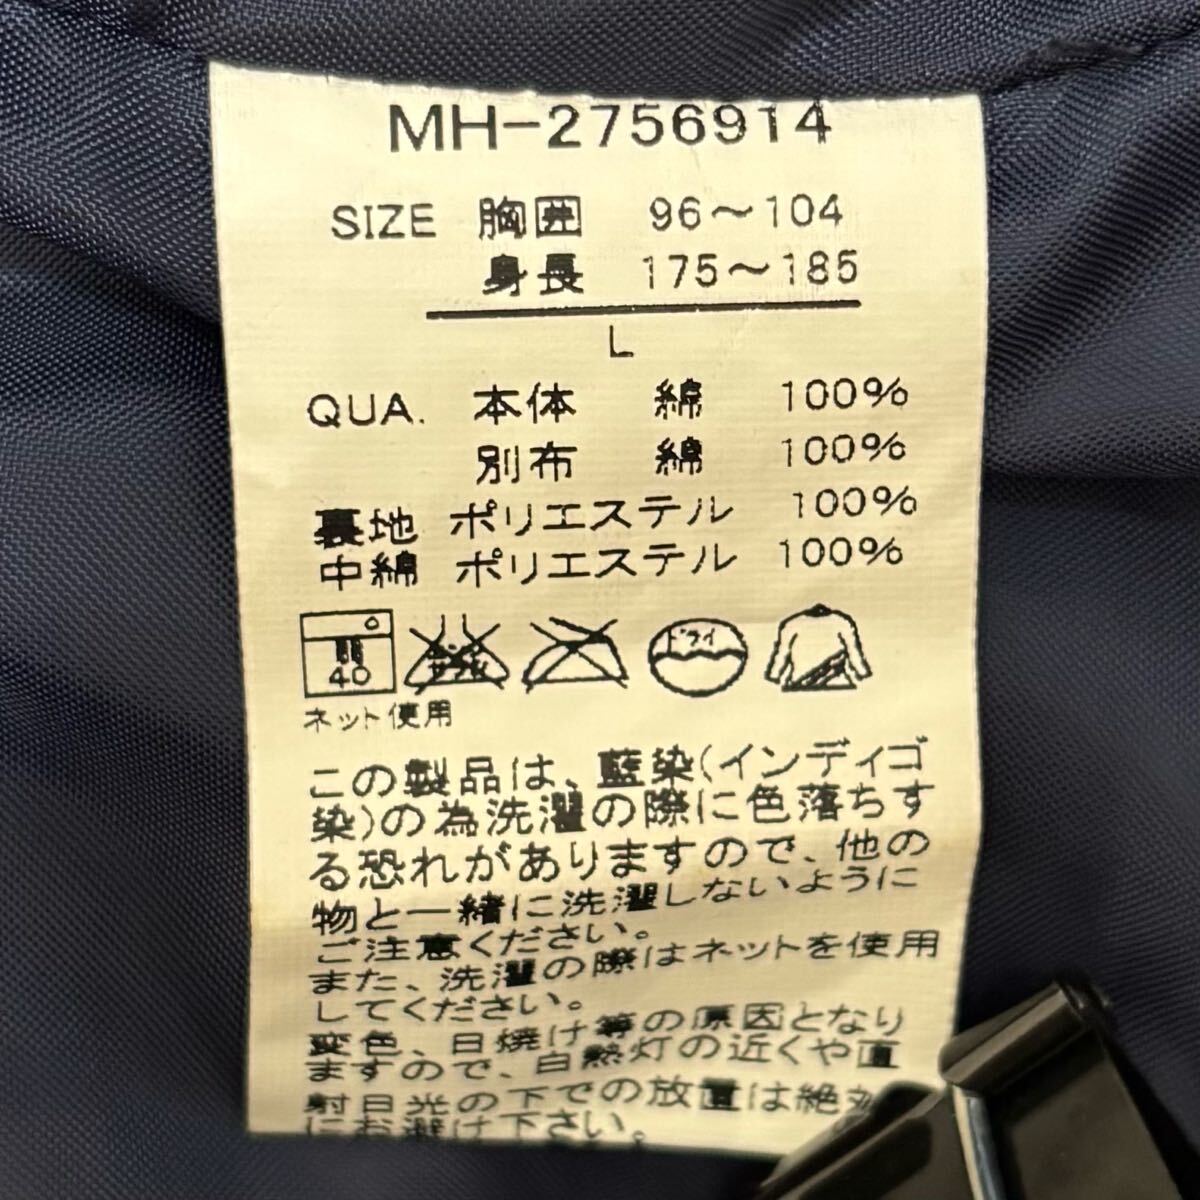 MH-2756914
SIZE 胸囲 96～104
身長 175～185
L
QUA. 本体 綿 100%
別布 綿 100%
裏地 ポリエステル 100%
中綿 ポリエステル 100%
40 エンソサラシ ドライ
ネット使用
この製品は、藍染(インディゴ
染)の為洗濯の際に色落ちす
る恐れがありますので、他の
物と一緒に洗濯しないように
ご注意ください。
また、洗濯の際はネットを使用
してください。
変色、日焼け等の原因となり
ますので、白熱灯の近くや直
射日光の下での放置は絶対
にお避け下さい。